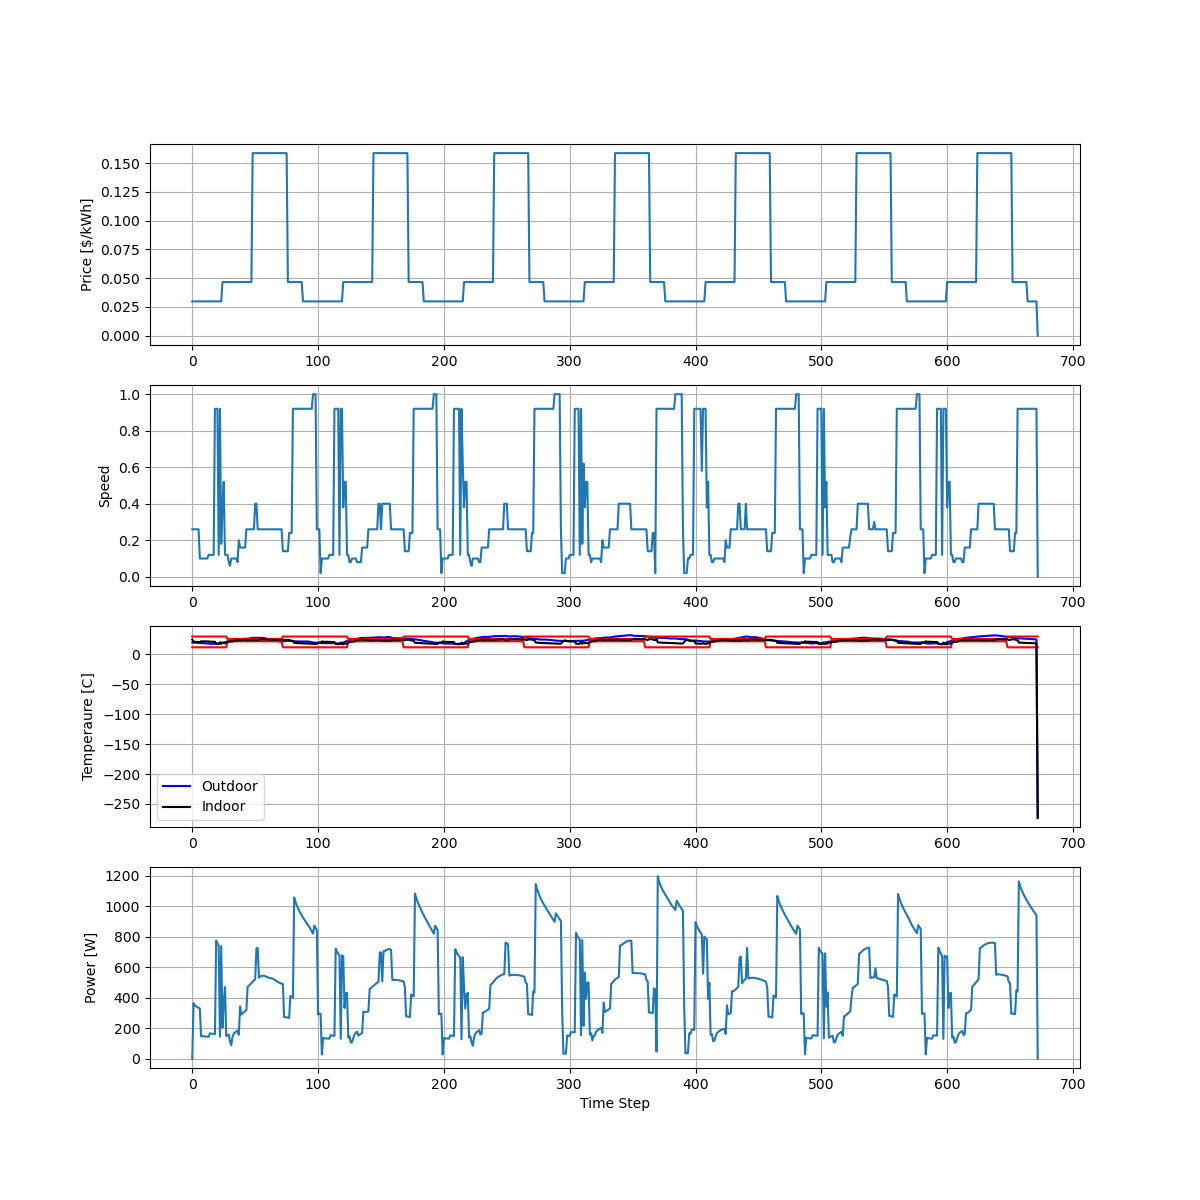 Price [$/kWh]
0.150
0.125
0.100
0.075
0.050
0.025
0.000
0 100 200 300 400 500 600 700
Speed
1.0
0.8
0.6
0.4
0.2
0.0
0 100 200 300 400 500 600 700
Temperaure [C]
0
−50
−100
−150
−200
−250
Outdoor
Indoor
0 100 200 300 400 500 600 700
Power [W]
1200
1000
800
600
400
200
0
0 100 200 300 400 500 600 700
Time Step